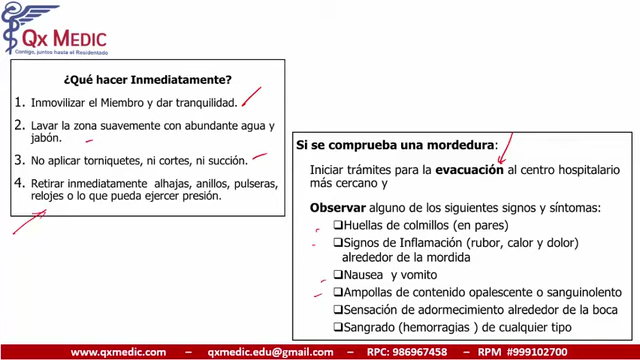 Qx MEDIC
Contigo, juntos hasta el Residentado
¿Qué hacer Inmediatamente?
1. Inmovilizar el Miembro y dar tranquilidad.
2. Lavar la zona suavemente con abundante agua y
jabón.
3. No aplicar torniquetes, ni cortes, ni succión.
4. Retirar inmediatamente alhajas, anillos, pulseras,
relojes o lo que pueda ejercer presión.
Si se comprueba una mordedura:
Iniciar trámites para la evacuación al centro hospitalario
más cercano y
Observar alguno de los siguientes signos y síntomas:
❑Huellas de colmillos (en pares)
❑Signos de Inflamación (rubor, calor y dolor)
alrededor de la mordida
❑Nausea y vomito
❑Ampollas de contenido opalescente o sanguinolento
❑Sensación de adormecimiento alrededor de la boca
❑Sangrado (hemorragias ) de cualquier tipo
www.qxmedic.com – qxmedic.edu@gmail.com – RPC: 986967458 – RPM #999102700